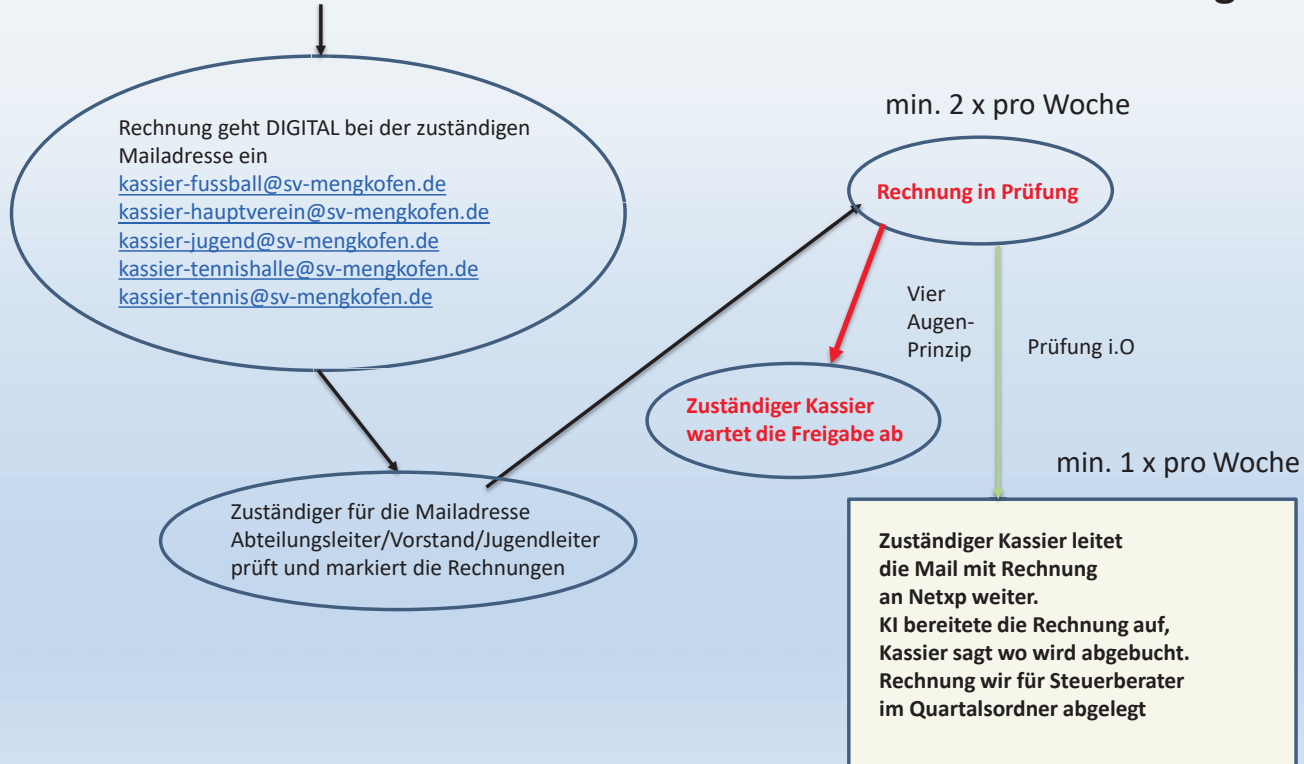 Rechnung geht DIGITAL bei der zuständigen
Mailadresse ein
kassier-fussball@sv-mengkofen.de
kassier-hauptverein@sv-mengkofen.de
kassier-jugend@sv-mengkofen.de
kassier-tennishalle@sv-mengkofen.de
kassier-tennis@sv-mengkofen.de
Zuständiger für die Mailadresse
Abteilungsleiter/Vorstand/Jugendleiter
prüft und markiert die Rechnungen
min. 2 x pro Woche
Rechnung in Prüfung
Vier
Augen-
Prinzip
Prüfung i.O
Zuständiger Kassier
wartet die Freigabe ab
min. 1 x pro Woche
Zuständiger Kassier leitet
die Mail mit Rechnung
an Netxp weiter.
KI bereitete die Rechnung auf,
Kassier sagt wo wird abgebucht.
Rechnung wir für Steuerberater
im Quartalsordner abgelegt